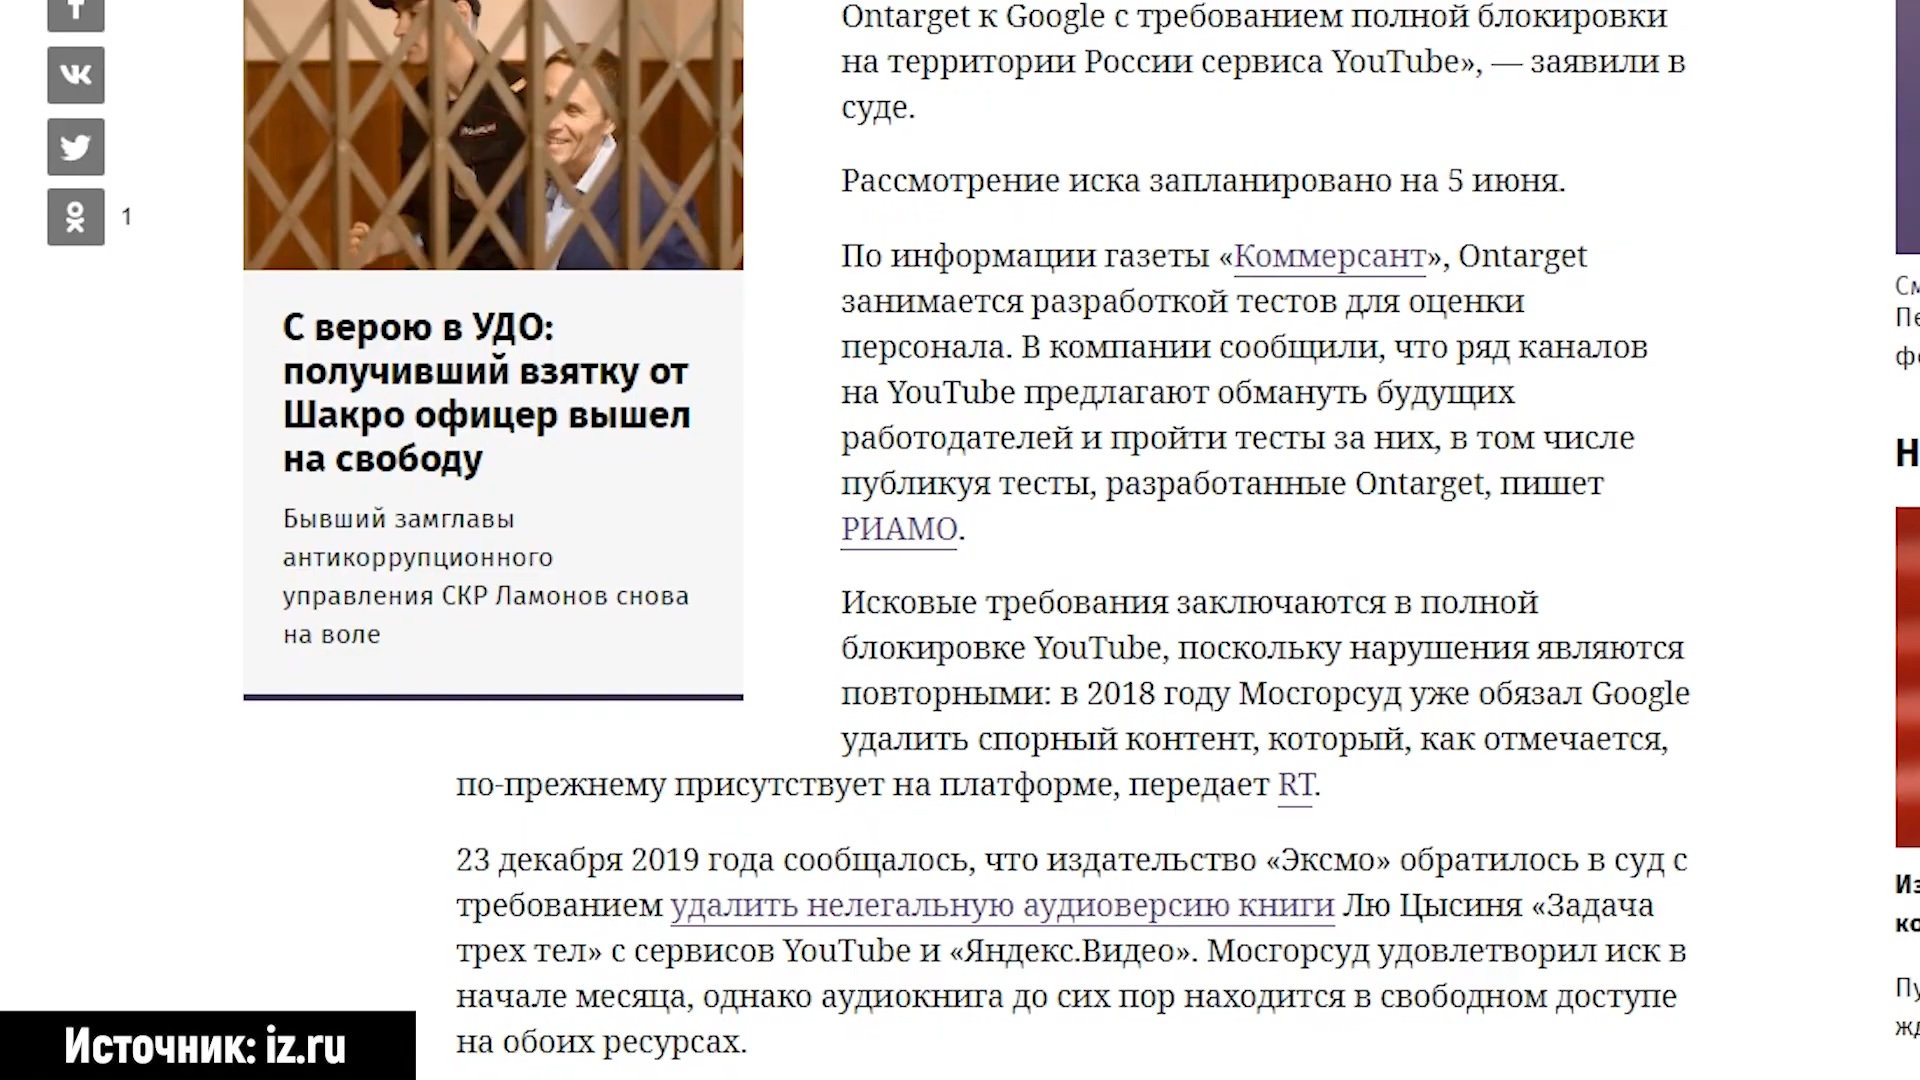 1
С верою в УДО:
получивший взятку от
Шакро офицер вышел
на свободу
Бывший замглавы
антикоррупционного
управления СКР Ламонов снова
на воле
Ontarget к Google с требованием полной блокировки
на территории России сервиса YouTube», — заявили в
суде.
Рассмотрение иска запланировано на 5 июня.
По информации газеты «Коммерсант», Ontarget
занимается разработкой тестов для оценки
персонала. В компании сообщили, что ряд каналов
на YouTube предлагают обмануть будущих
работодателей и пройти тесты за них, в том числе
публикуя тесты, разработанные Ontarget, пишет
РИАМО.
Исковые требования заключаются в полной
блокировке YouTube, поскольку нарушения являются
повторными: в 2018 году Мосгорсуд уже обязал Google
удалить спорный контент, который, как отмечается,
по-прежнему присутствует на платформе, передает RT.
23 декабря 2019 года сообщалось, что издательство «Эксмо» обратилось в суд с
требованием удалить нелегальную аудиоверсию книги Лю Цысиня «Задача
трех тел» с сервисов YouTube и «Яндекс.Видео». Мосгорсуд удовлетворил иск в
начале месяца, однако аудиокнига до сих пор находится в свободном доступе
на обоих ресурсах.
Источник: iz.ru